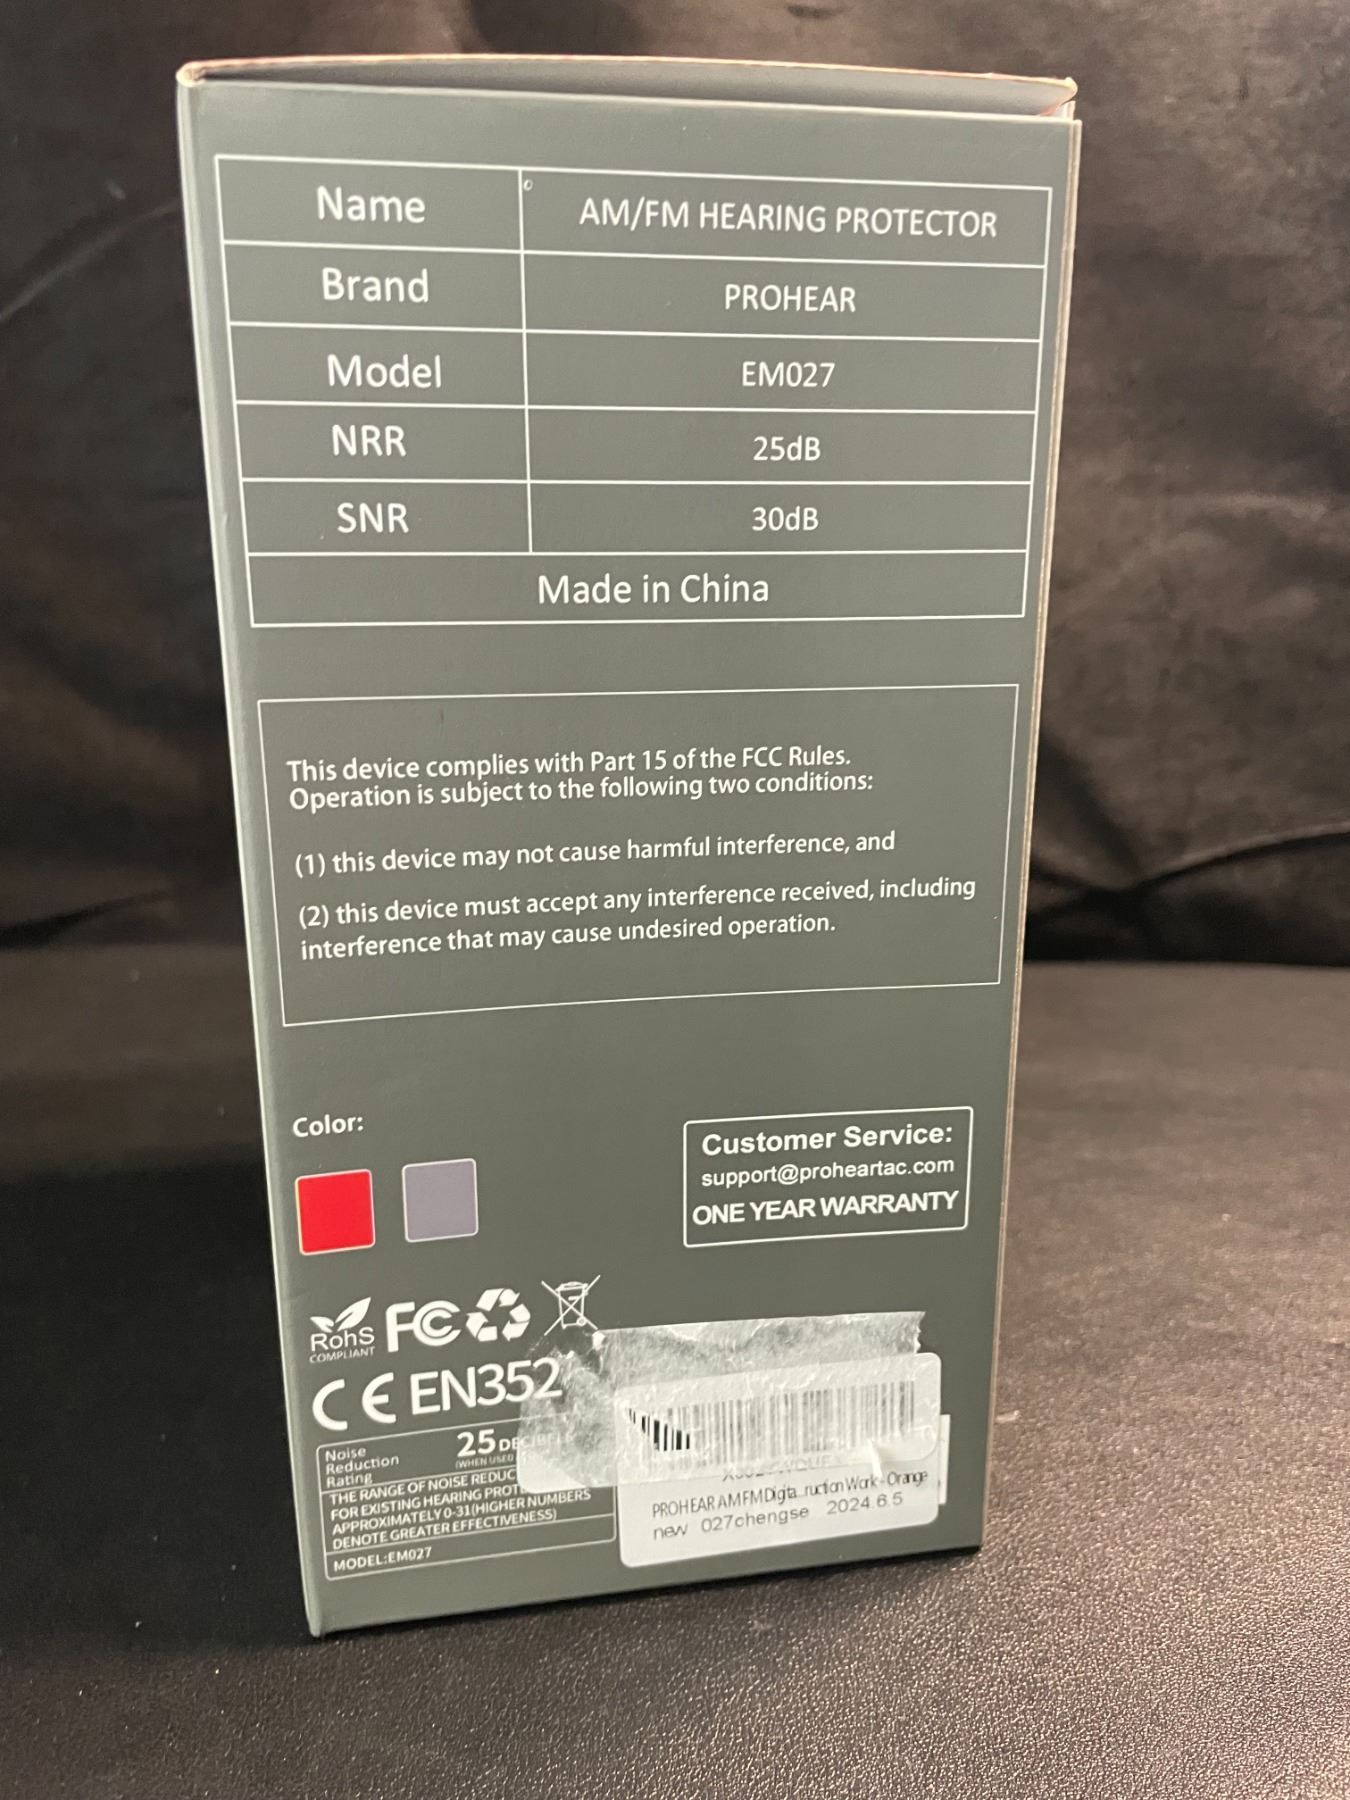 Name AM/FM HEARING PROTECTOR
Brand PROHEAR
Model EM027
NRR 25dB
SNR 30dB
Made in China
This device complies with Part 15 of the FCC Rules.
Operation is subject to the following two conditions:
(1) this device may not cause harmful interference, and
(2) this device must accept any interference received, including
interference that may cause undesired operation.
Color:
Customer Service:
support@proheartac.com
ONE YEAR WARRANTY
RoHS
COMPLIANT
FC
CE EN352
Noise
Reduction
Rating
25 DECIBELS
(WHEN USED
THE RANGE OF NOISE REDUC
FOR EXISTING HEARING PROT
APPROXIMATELY 0-31(HIGHER NUMBERS
DENOTE GREATER EFFECTIVENESS)
MODEL:EM027
PROHEAR AM FM Digita...ruction Work - Orange
new 027chengse 2024.6.5